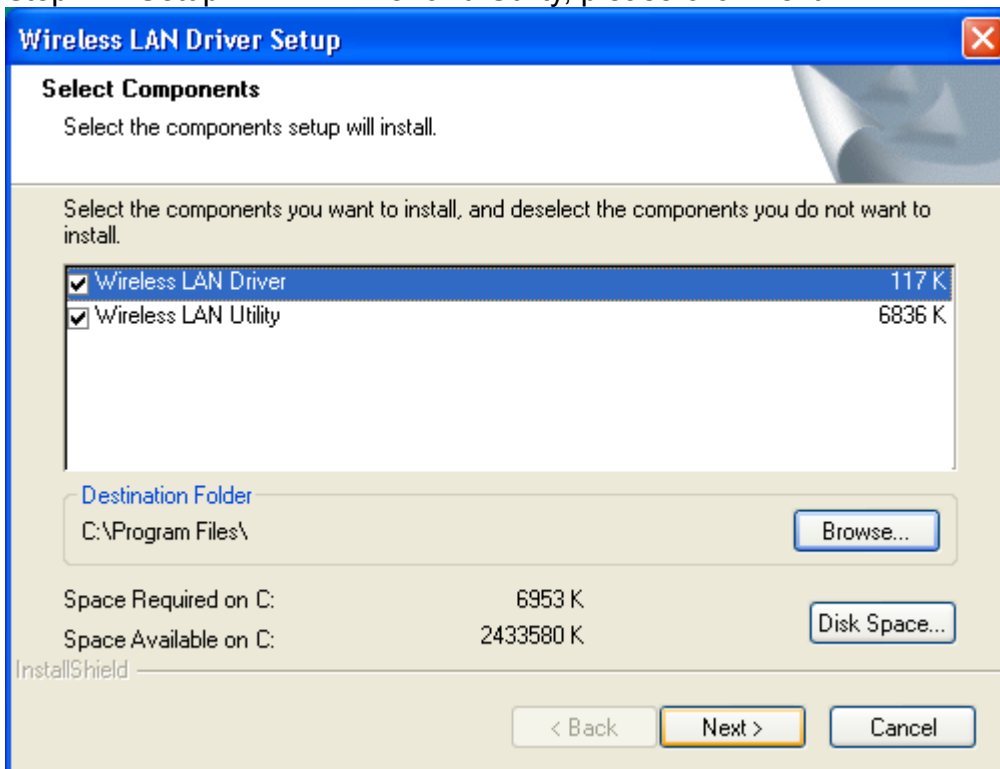 Wireless LAN Driver Setup
Select Components
Select the components setup will install.
Select the components you want to install, and deselect the components you do not want to
install.
Wireless LAN Driver 117 K
Wireless LAN Utility 6836 K
Destination Folder
C:\Program Files\
Browse...
Space Required on C: 6953 K
Space Available on C: 2433580 K
Disk Space...
InstallShield
< Back Next > Cancel